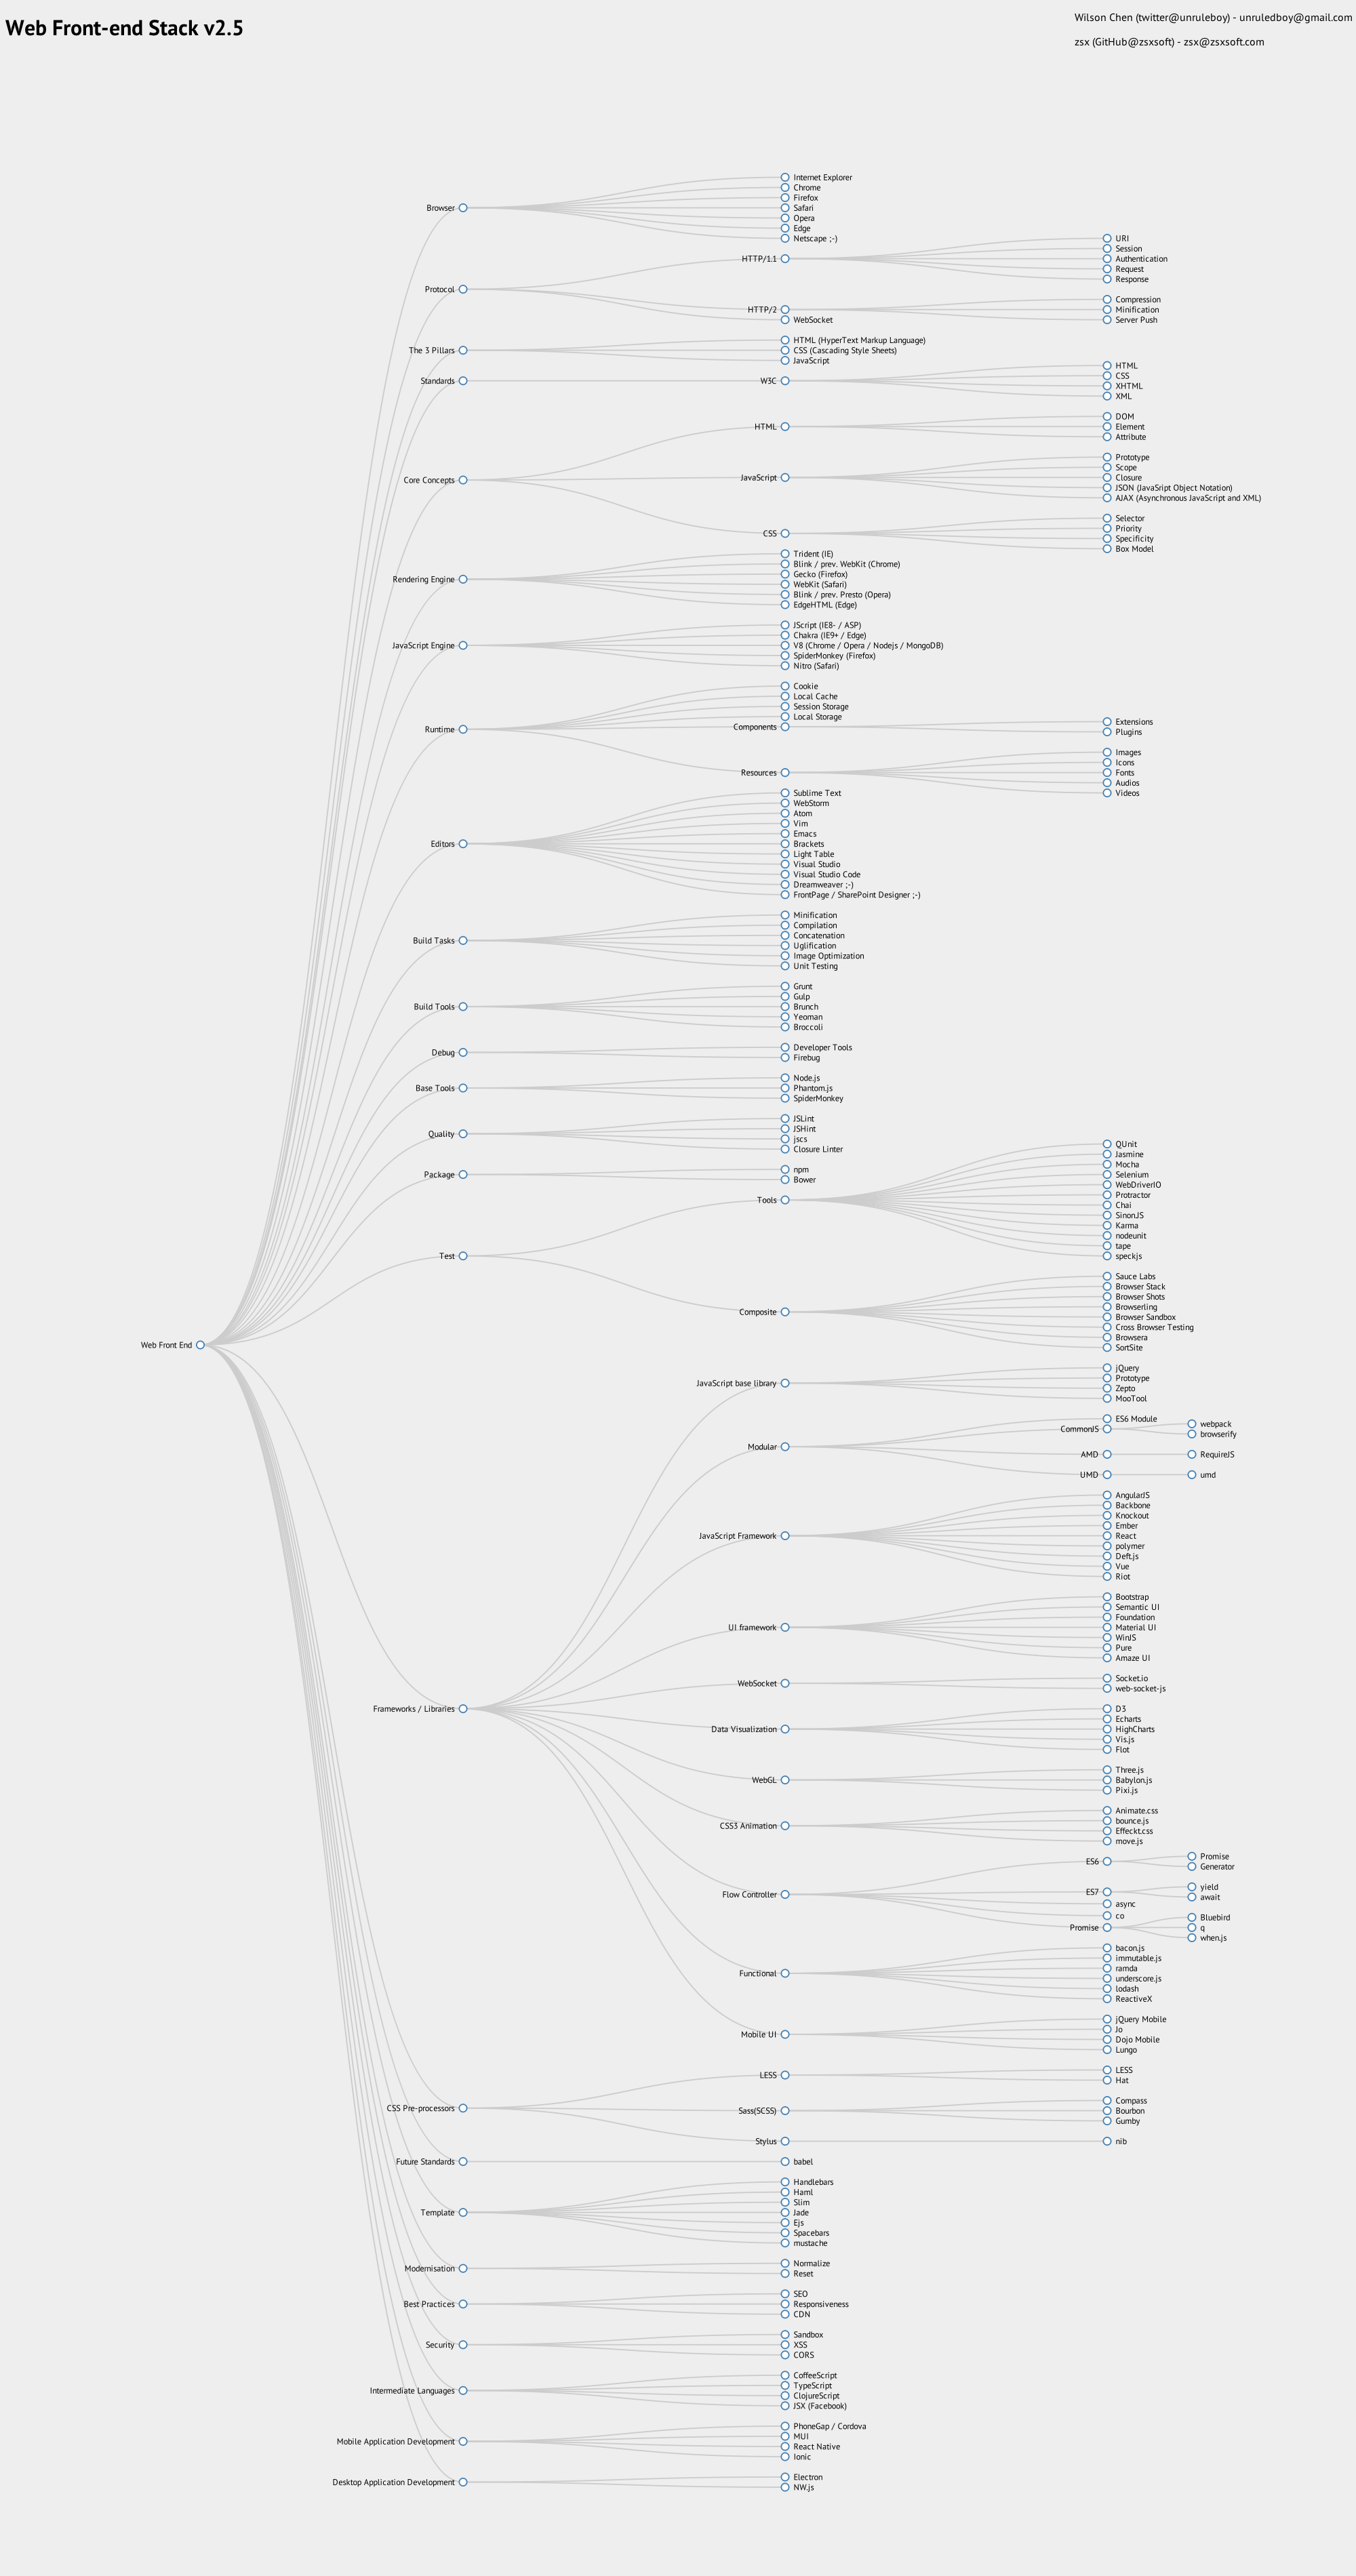 Web Front-end Stack v2.5
Wilson Chen (twitter@unruleboy) - unruledboy@gmail.com
zsx (GitHub@zsxsoft) - zsx@zsxsoft.com
Web Front End
Browser
Internet Explorer
Chrome
Firefox
Safari
Opera
Edge
Netscape ;-)
Protocol
HTTP/1.1
URI
Session
Authentication
Request
Response
HTTP/2
Compression
Minification
Server Push
WebSocket
The 3 Pillars
HTML (HyperText Markup Language)
CSS (Cascading Style Sheets)
JavaScript
Standards
W3C
HTML
CSS
XHTML
XML
Core Concepts
HTML
DOM
Element
Attribute
JavaScript
Prototype
Scope
Closure
JSON (JavaSript Object Notation)
AJAX (Asynchronous JavaScript and XML)
CSS
Selector
Priority
Specificity
Box Model
Rendering Engine
Trident (IE)
Blink / prev. WebKit (Chrome)
Gecko (Firefox)
WebKit (Safari)
Blink / prev. Presto (Opera)
EdgeHTML (Edge)
JavaScript Engine
JScript (IE8- / ASP)
Chakra (IE9+ / Edge)
V8 (Chrome / Opera / Nodejs / MongoDB)
SpiderMonkey (Firefox)
Nitro (Safari)
Runtime
Cookie
Local Cache
Session Storage
Local Storage
Components
Extensions
Plugins
Resources
Images
Icons
Fonts
Audios
Videos
Editors
Sublime Text
WebStorm
Atom
Vim
Emacs
Brackets
Light Table
Visual Studio
Visual Studio Code
Dreamweaver ;-)
FrontPage / SharePoint Designer ;-)
Build Tasks
Minification
Compilation
Concatenation
Uglification
Image Optimization
Unit Testing
Build Tools
Grunt
Gulp
Brunch
Yeoman
Broccoli
Debug
Developer Tools
Firebug
Base Tools
Node.js
Phantom.js
SpiderMonkey
Quality
JSLint
JSHint
jscs
Closure Linter
Package
npm
Bower
Test
Tools
QUnit
Jasmine
Mocha
Selenium
WebDriverIO
Protractor
Chai
SinonJS
Karma
nodeunit
tape
speckjs
Composite
Sauce Labs
Browser Stack
Browser Shots
Browserling
Browser Sandbox
Cross Browser Testing
Browsera
SortSite
Frameworks / Libraries
JavaScript base library
jQuery
Prototype
Zepto
MooTool
Modular
ES6 Module
CommonJS
webpack
browserify
AMD
RequireJS
UMD
umd
JavaScript Framework
AngularJS
Backbone
Knockout
Ember
React
polymer
Deft.js
Vue
Riot
UI framework
Bootstrap
Semantic UI
Foundation
Material UI
WinJS
Pure
Amaze UI
WebSocket
Socket.io
web-socket-js
Data Visualization
D3
Echarts
HighCharts
Vis.js
Flot
WebGL
Three.js
Babylon.js
Pixi.js
CSS3 Animation
Animate.css
bounce.js
Effeckt.css
move.js
Flow Controller
ES6
Promise
Generator
ES7
yield
await
async
co
Promise
Bluebird
q
when.js
Functional
bacon.js
immutable.js
ramda
underscore.js
lodash
ReactiveX
Mobile UI
jQuery Mobile
Jo
Dojo Mobile
Lungo
CSS Pre-processors
LESS
LESS
Hat
Sass(SCSS)
Compass
Bourbon
Gumby
Stylus
nib
Future Standards
babel
Template
Handlebars
Haml
Slim
Jade
Ejs
Spacebars
mustache
Modernisation
Normalize
Reset
Best Practices
SEO
Responsiveness
CDN
Security
Sandbox
XSS
CORS
Intermediate Languages
CoffeeScript
TypeScript
ClojureScript
JSX (Facebook)
Mobile Application Development
PhoneGap / Cordova
MUI
React Native
Ionic
Desktop Application Development
Electron
NW.js